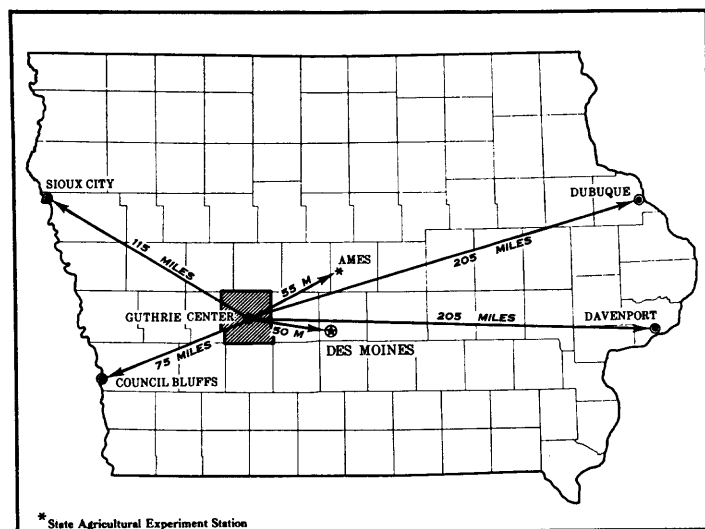 SIOUX CITY
DUBUQUE
115 MILES
AMES
*
55 M
205 MILES
GUTHRIE CENTER
205 MILES
DAVENPORT
50 M
75 MILES
DES MOINES
COUNCIL BLUFFS
*State Agricultural Experiment Station